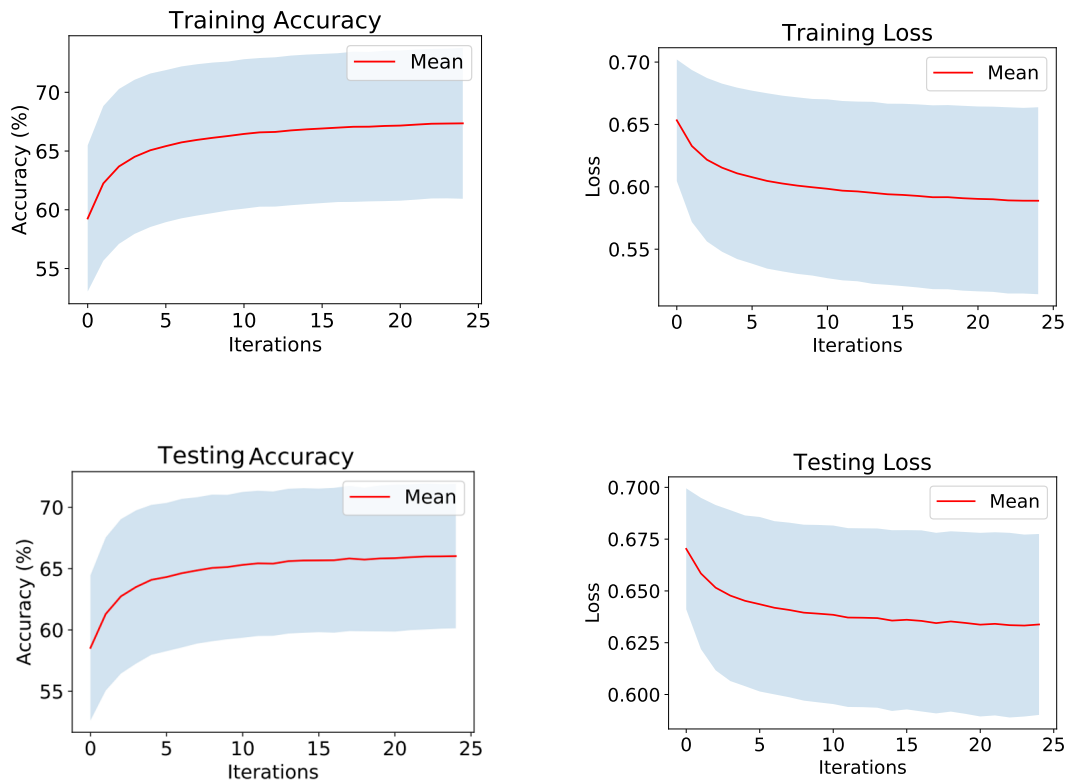 Training Accuracy
Mean
Accuracy (%)
70
65
60
55
0 5 10 15 20 25
Iterations
Training Loss
Mean
Loss
0.70
0.65
0.60
0.55
0 5 10 15 20 25
Iterations
Testing Accuracy
Mean
Accuracy (%)
70
65
60
55
0 5 10 15 20 25
Iterations
Testing Loss
Mean
Loss
0.700
0.675
0.650
0.625
0.600
0 5 10 15 20 25
Iterations